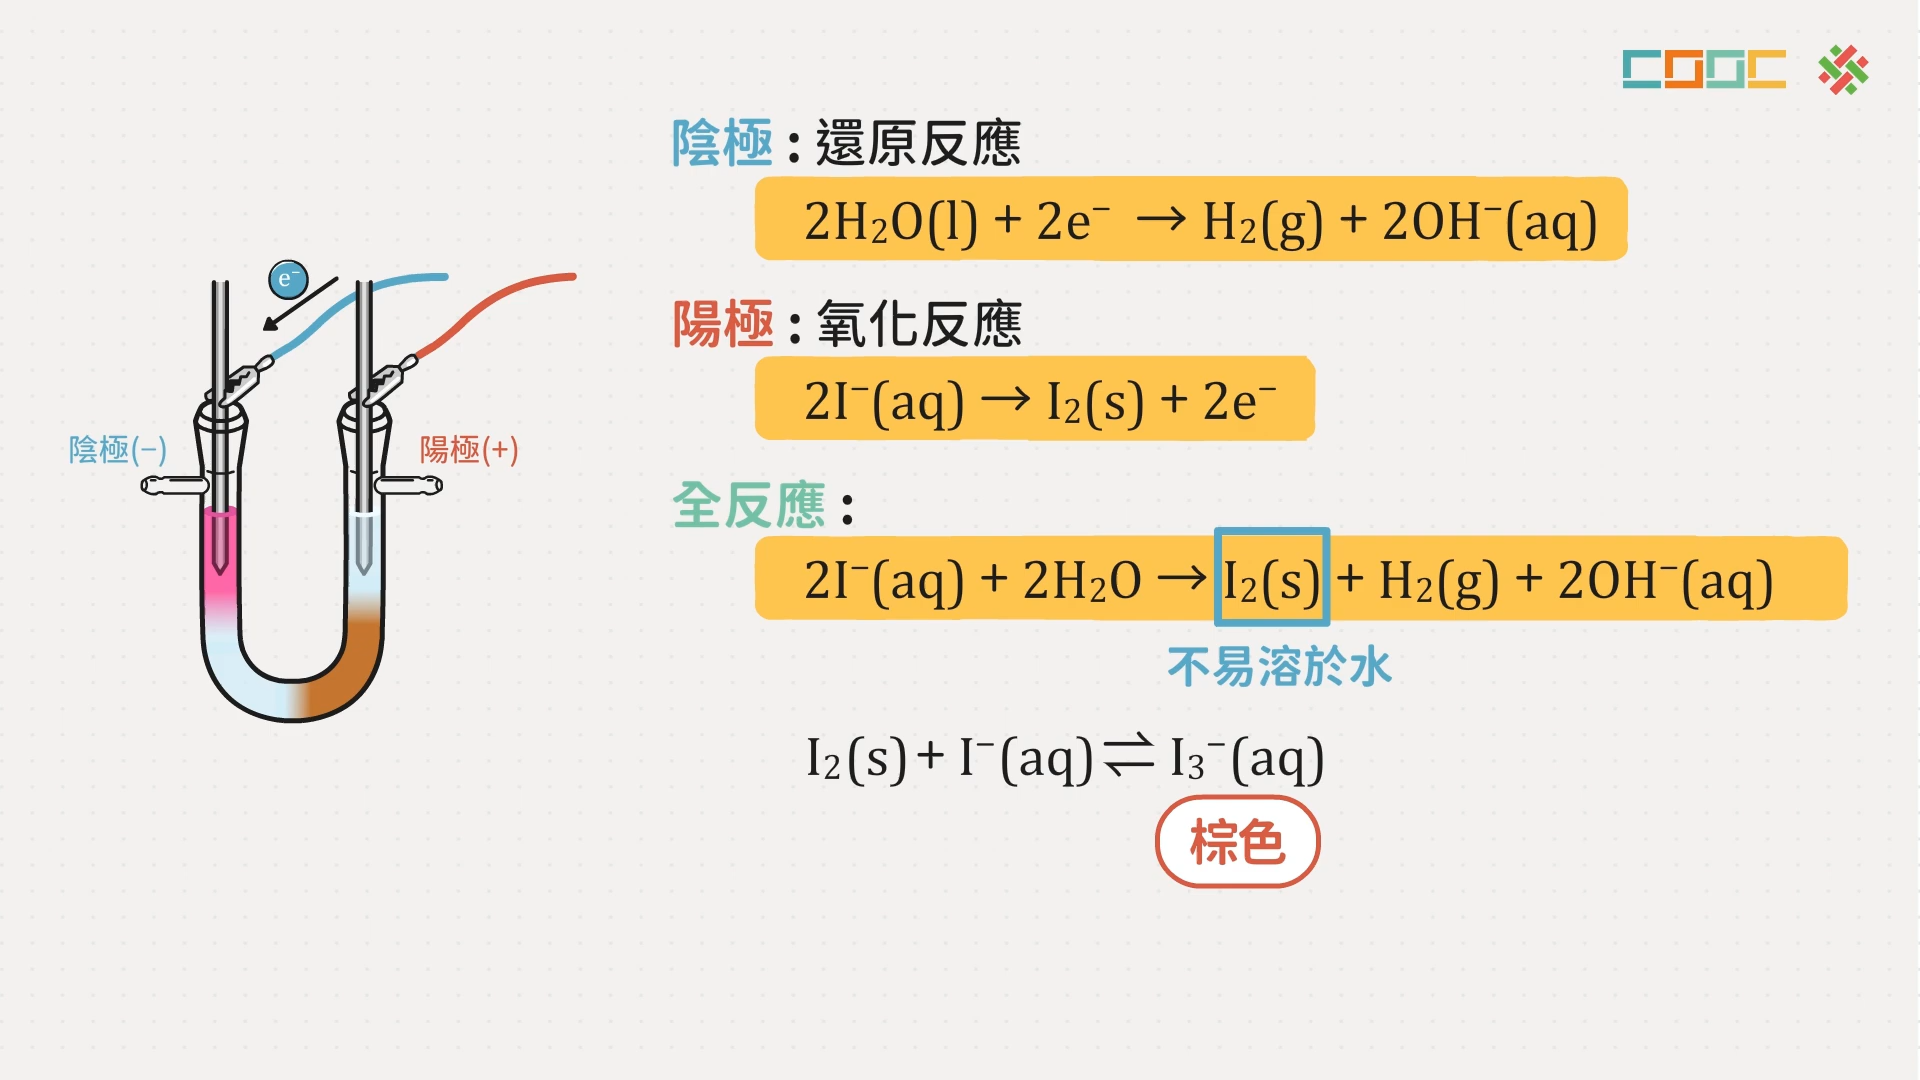 COOC
陰極：還原反應
2H₂O(l) + 2e⁻ → H₂(g) + 2OH⁻(aq)
陽極：氧化反應
2I⁻(aq) → I₂(s) + 2e⁻
全反應：
2I⁻(aq) + 2H₂O → I₂(s) + H₂(g) + 2OH⁻(aq)
不易溶於水
I₂(s) + I⁻(aq) ⇌ I₃⁻(aq)
棕色
e⁻
陰極(−)
陽極(+)